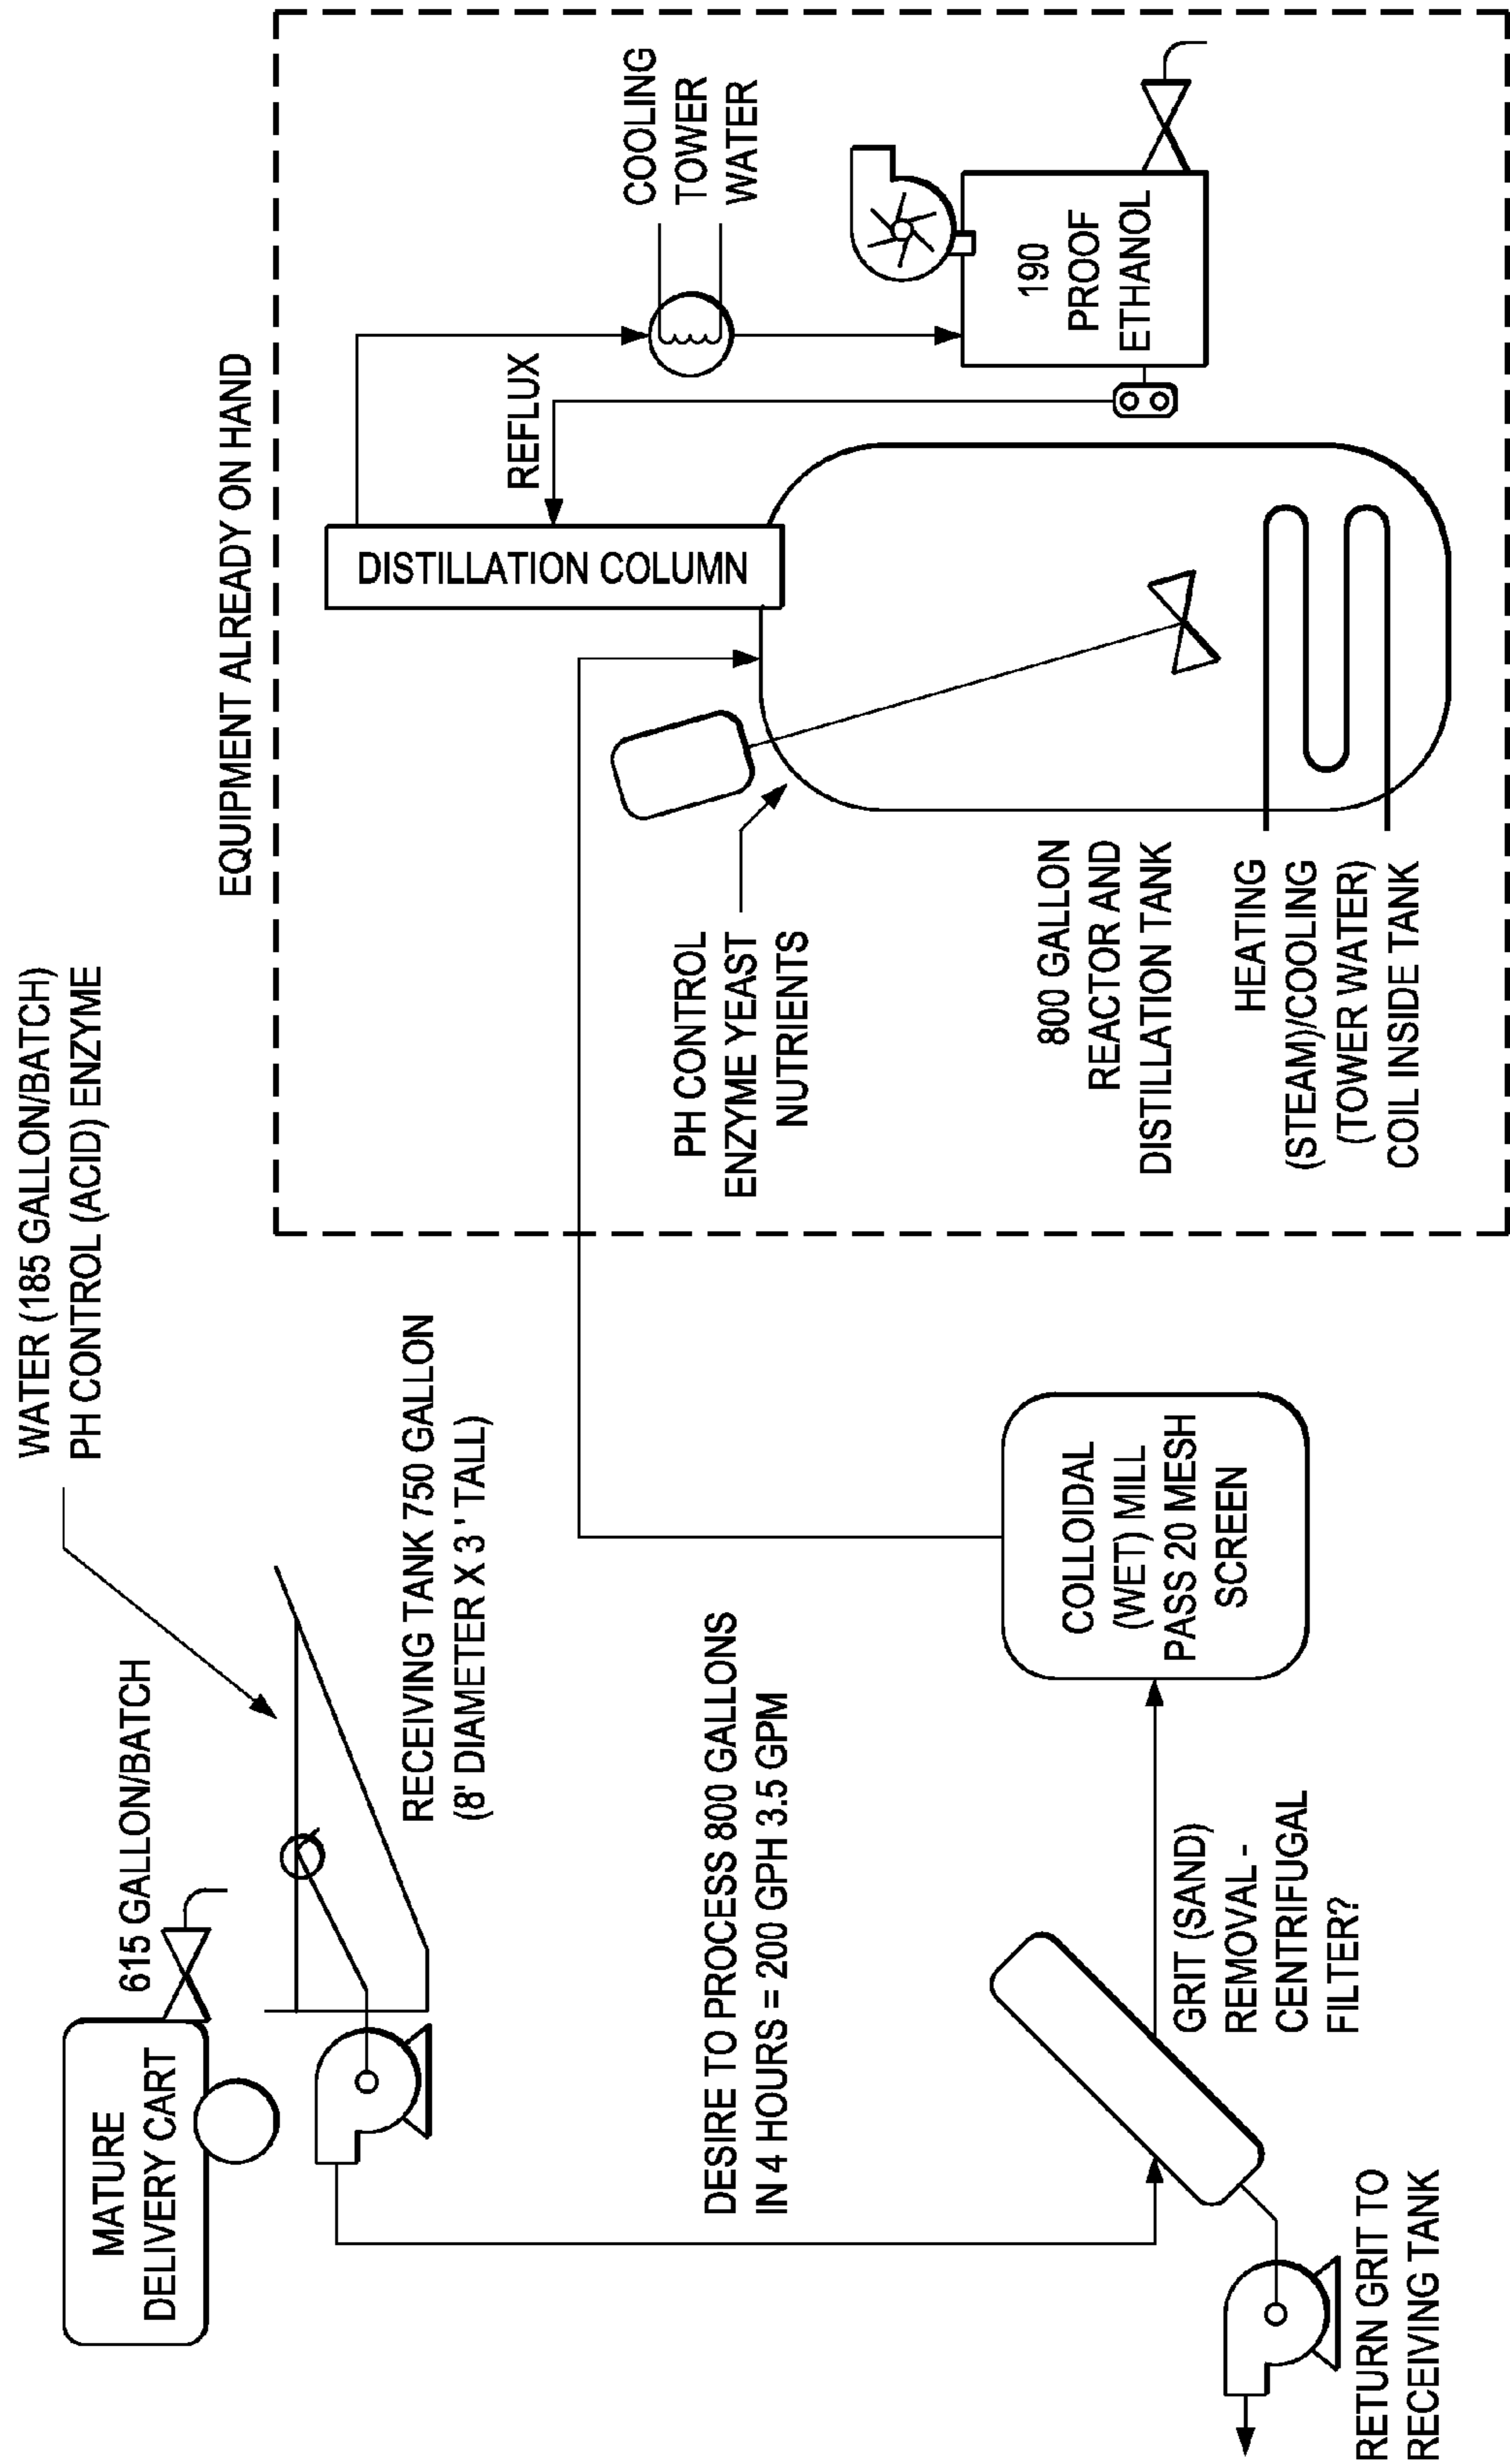 WATER (185 GALLON/BATCH)
PH CONTROL (ACID) ENZYME
615 GALLON/BATCH
MATURE
DELIVERY CART
RECEIVING TANK 750 GALLON
(8' DIAMETER X 3 ' TALL)
DESIRE TO PROCESS 800 GALLONS
IN 4 HOURS = 200 GPH 3.5 GPM
GRIT (SAND)
REMOVAL -
CENTRIFUGAL
FILTER?
RETURN GRIT TO
RECEIVING TANK
COLLOIDAL
(WET) MILL
PASS 20 MESH
SCREEN
EQUIPMENT ALREADY ON HAND
DISTILLATION COLUMN
REFLUX
COOLING
TOWER
WATER
190
PROOF
ETHANOL
PH CONTROL
ENZYME YEAST
NUTRIENTS
800 GALLON
REACTOR AND
DISTILLATION TANK
HEATING
(STEAM)/COOLING
(TOWER WATER)
COIL INSIDE TANK